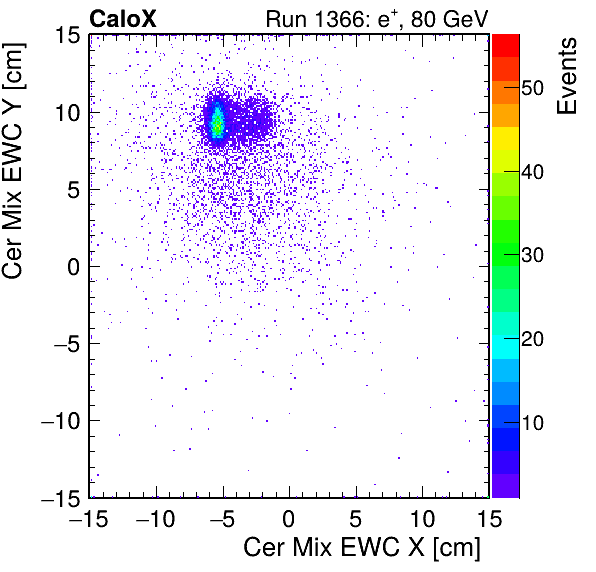 CaloX Run 1366: e⁺, 80 GeV
Cer Mix EWC Y [cm]
Events
15
10
5
0
−5
−10
−15
50
40
30
20
10
−15 −10 −5 0 5 10 15
Cer Mix EWC X [cm]